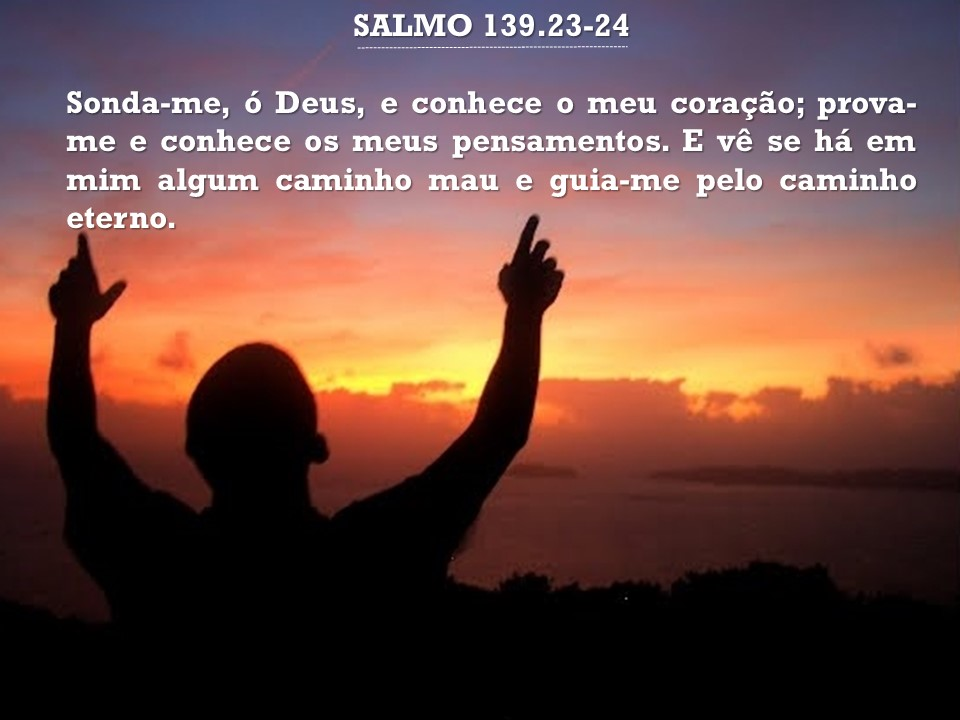 SALMO 139.23-24
Sonda-me, ó Deus, e conhece o meu coração; prova-
me e conhece os meus pensamentos. E vê se há em
mim algum caminho mau e guia-me pelo caminho
eterno.